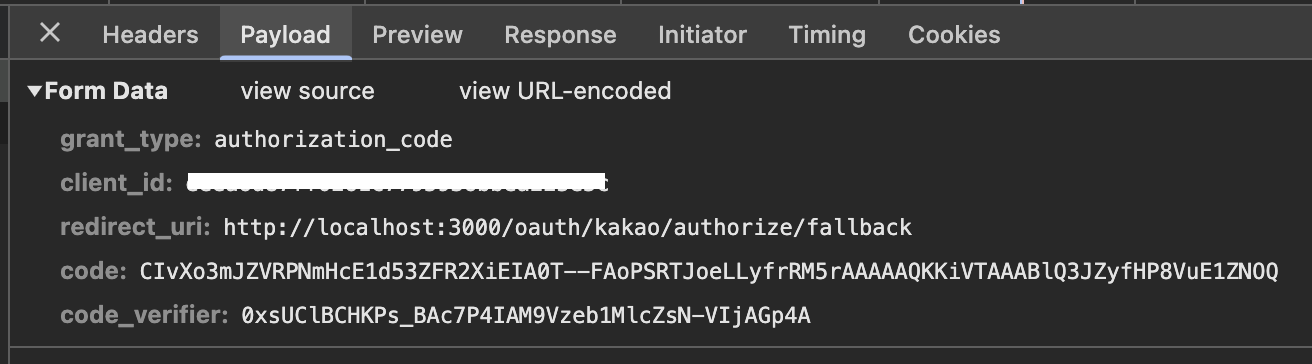 Headers Payload Preview Response Initiator Timing Cookies
▼Form Data view source view URL-encoded
grant_type: authorization_code
client_id:
redirect_uri: http://localhost:3000/oauth/kakao/authorize/fallback
code: CIvXo3mJZVRPNmHcE1d53ZFR2XiEIA0T--FAoPSRTJoeLLyfrRM5rAAAAAQKKiVTAAABlQ3JZyfHP8VuE1ZNOQ
code_verifier: 0xsUClBCHKPs_BAc7P4IAM9Vzeb1MlcZsN-VIjAGp4A